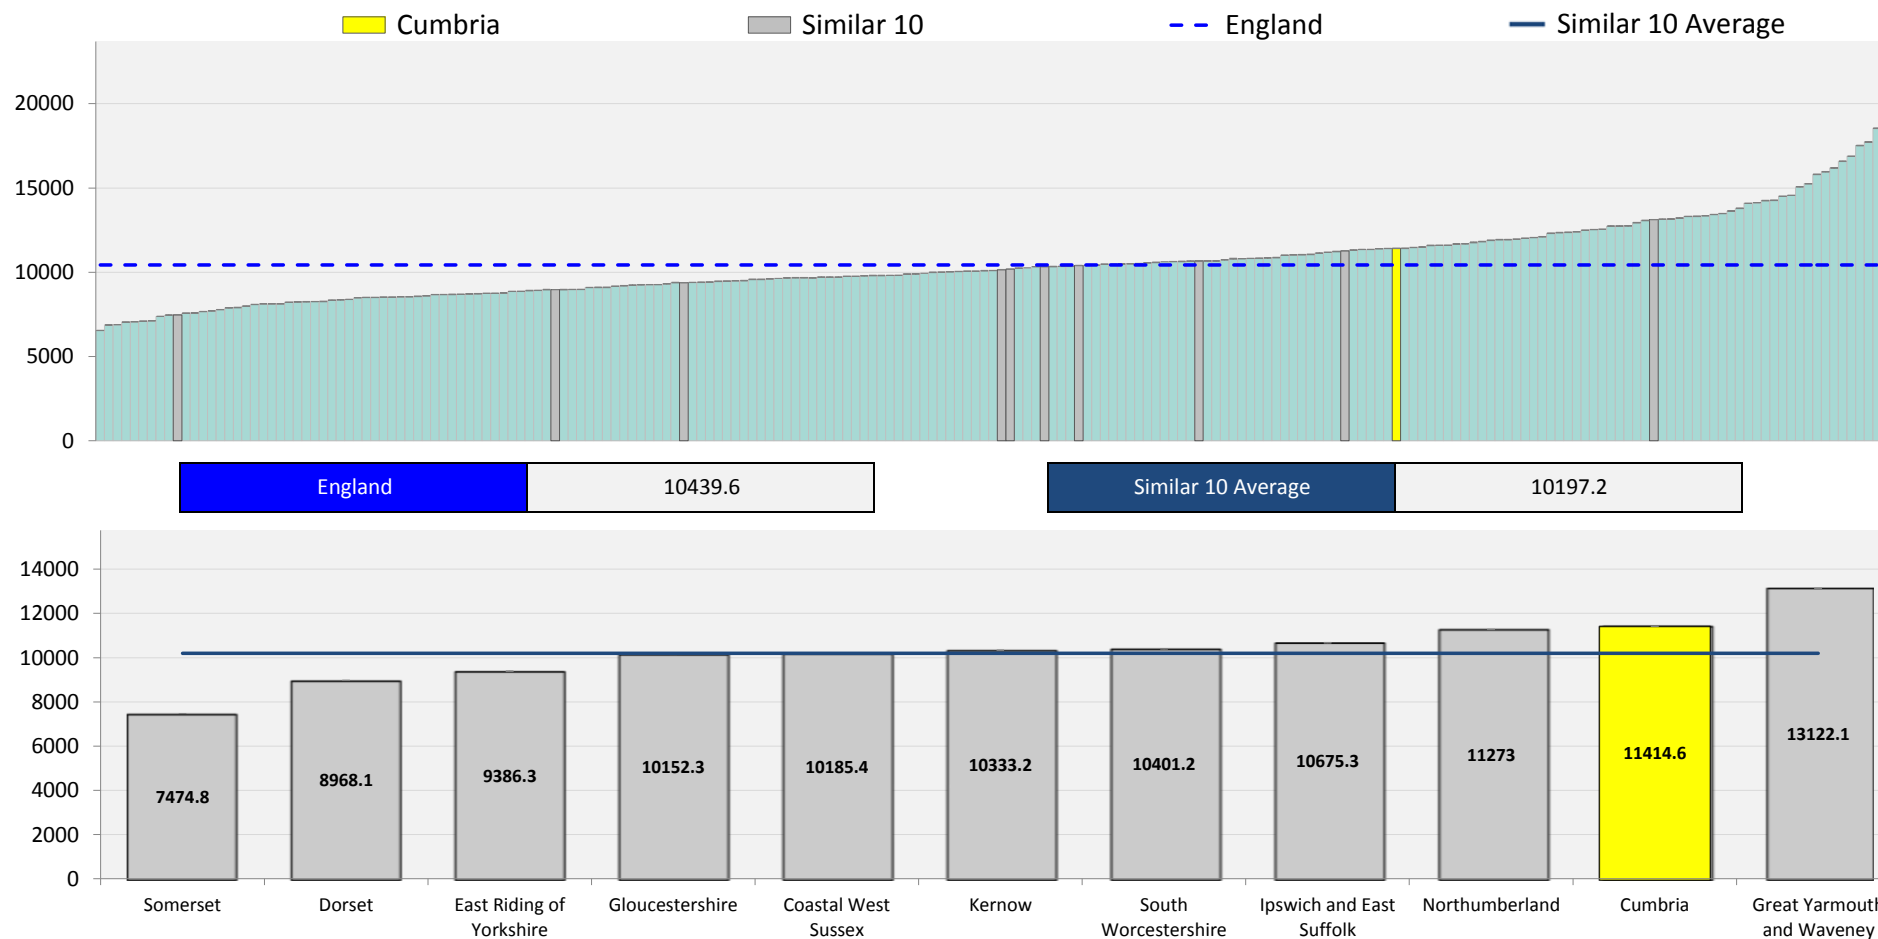 Cumbria
Similar 10
England
Similar 10 Average
20000
15000
10000
5000
0
England
10439.6
Similar 10 Average
10197.2
14000
12000
10000
8000
6000
4000
2000
0
7474.8
8968.1
9386.3
10152.3
10185.4
10333.2
10401.2
10675.3
11273
11414.6
13122.1
Somerset
Dorset
East Riding of
Yorkshire
Gloucestershire
Coastal West
Sussex
Kernow
South
Worcestershire
Ipswich and East
Suffolk
Northumberland
Cumbria
Great Yarmouth
and Waveney